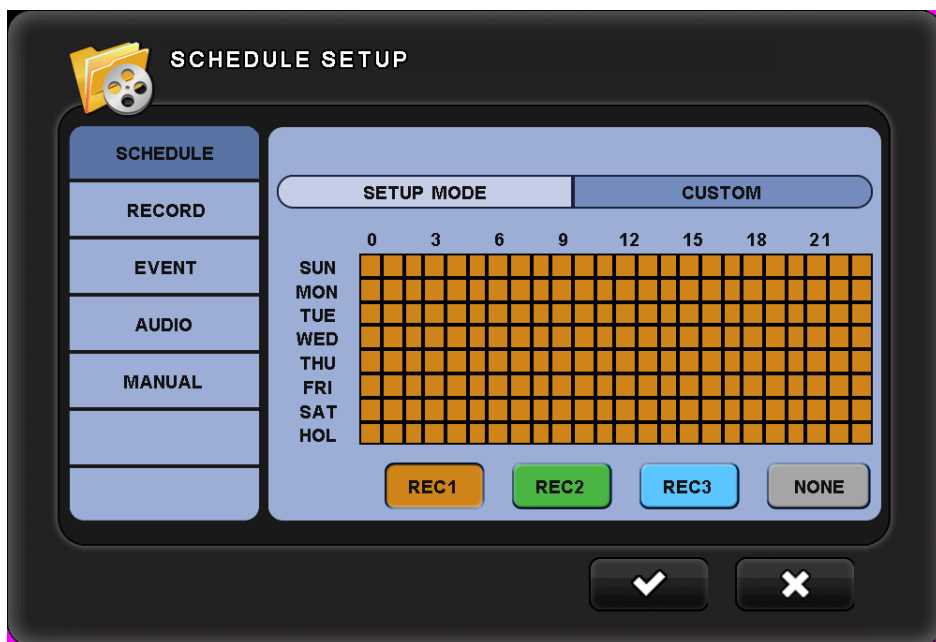 SCHEDULE SETUP
SCHEDULE
RECORD
EVENT
AUDIO
MANUAL
SETUP MODE CUSTOM
0 3 6 9 12 15 18 21
SUN
MON
TUE
WED
THU
FRI
SAT
HOL
REC1 REC2 REC3 NONE